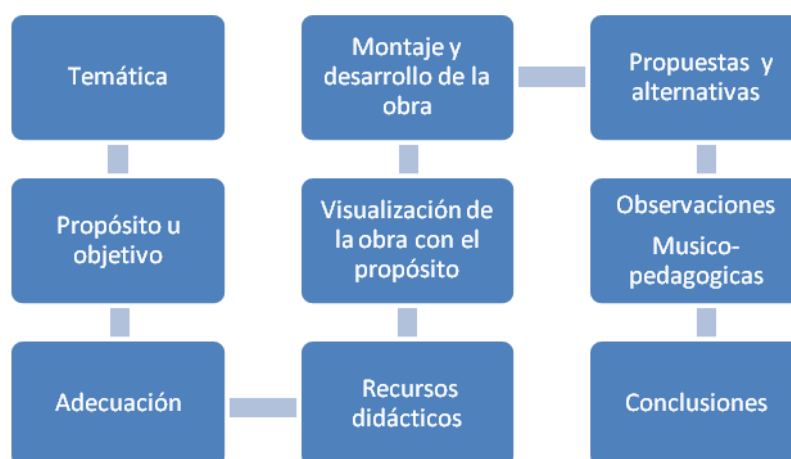 Temática
Propósito u
objetivo
Adecuación
Recursos
didácticos
Visualización de
la obra con el
propósito
Montaje y
desarrollo de la
obra
Propuestas y
alternativas
Observaciones
Musico-
pedagogicas
Conclusiones